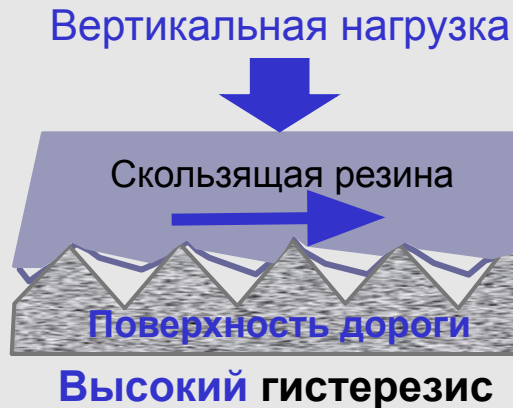 Вертикальная нагрузка
Скользящая резина
Поверхность дороги
Высокий гистерезис